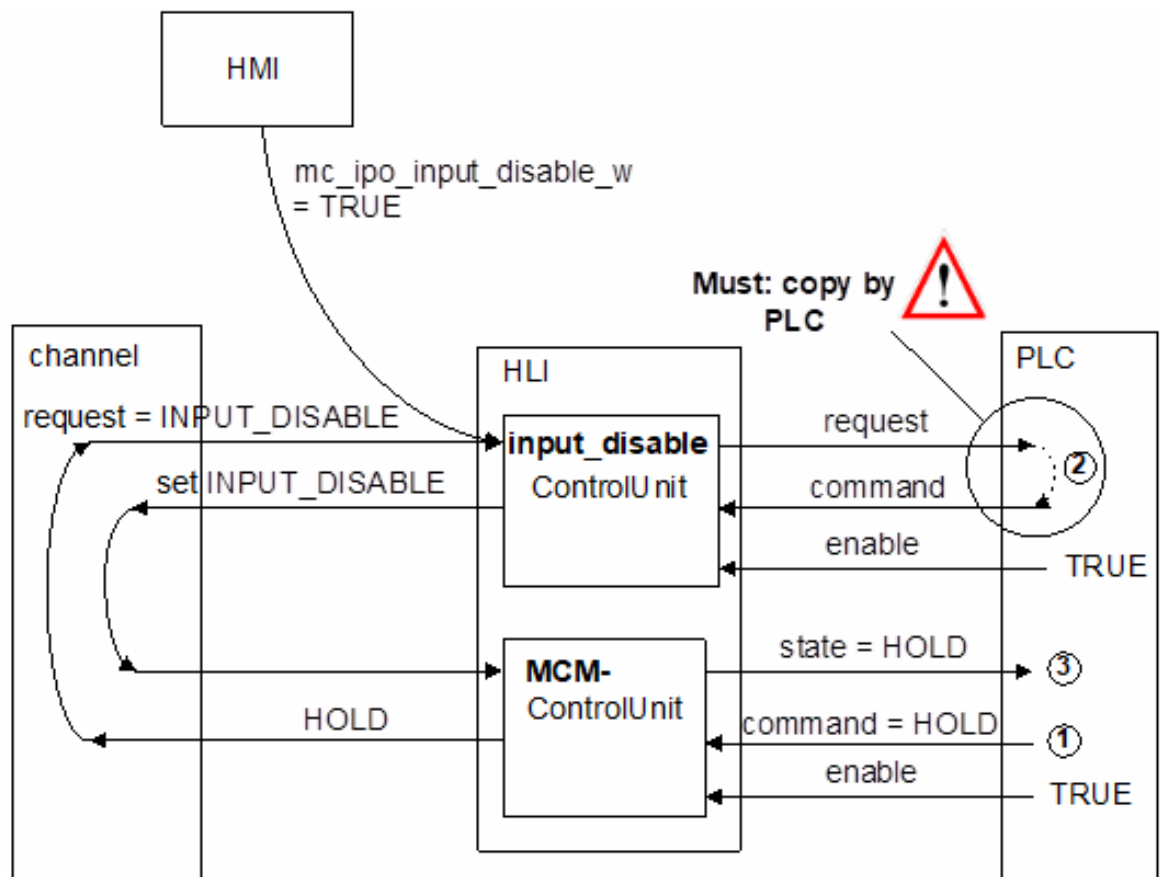 HMI
mc_ipo_input_disable_w
= TRUE
Must: copy by
PLC
!
channel
HLI
PLC
request = INPUT_DISABLE
input_disable
ControlUnit
request
2
set INPUT_DISABLE
command
enable
TRUE
MCM-
ControlUnit
state = HOLD
3
HOLD
command = HOLD
1
enable
TRUE